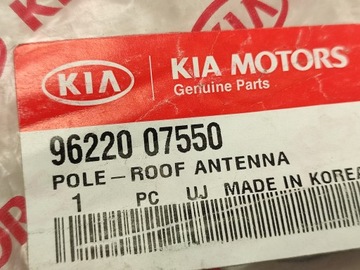 KIA
KIA MOTORS
Genuine Parts
96220 07550
POLE-ROOF ANTENNA
1 PC UJ MADE IN KOREA